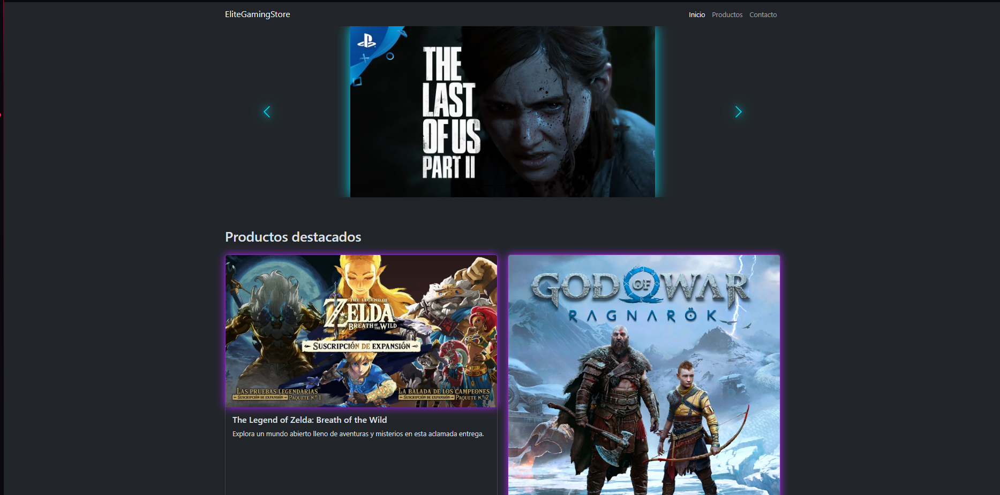 EliteGamingStore
Inicio Productos Contacto
THE
LAST
OF US
PART II
Productos destacados
THE LEGEND OF
ZELDA
BREATH OF THE WILD
SUSCRIPCIÓN DE EXPANSIÓN
LAS PRUEBAS LEGENDARIAS
SUSCRIPCIÓN DE EXPANSIÓN PAQUETE N.º 1
LA BALADA DE LOS CAMPEONES
SUSCRIPCIÓN DE EXPANSIÓN PAQUETE N.º 2
The Legend of Zelda: Breath of the Wild
Explora un mundo abierto lleno de aventuras y misterios en esta aclamada entrega.
GOD OF WAR
RAGNARÖK